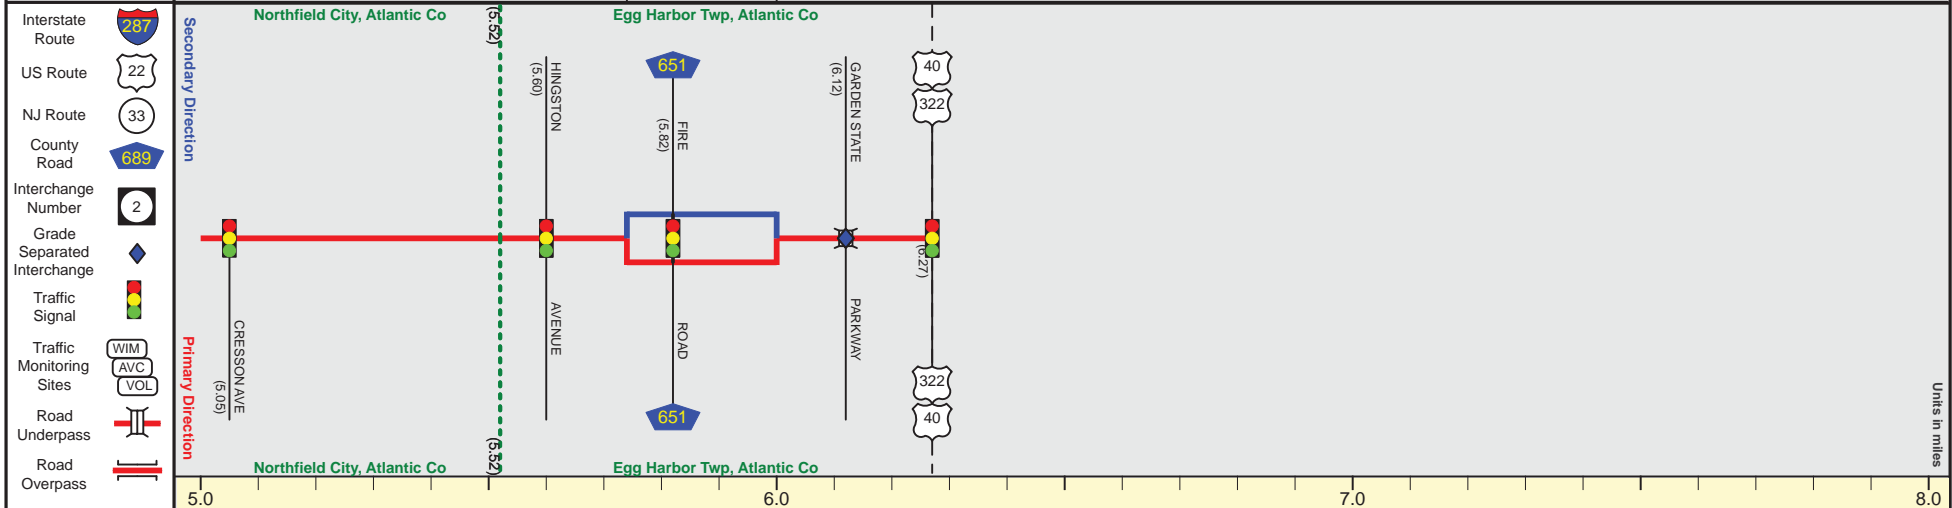 Interstate
Route
287
US Route
22
NJ Route
33
County
Road
689
Interchange
Number
2
Grade
Separated
Interchange
Traffic
Signal
Traffic
Monitoring
Sites
WIM
AVC
VOL
Road
Underpass
Road
Overpass
Secondary Direction
Primary Direction
Northfield City, Atlantic Co
(5.52)
Egg Harbor Twp, Atlantic Co
CRESSON AVE
(5.05)
HINGSTON
(5.60)
AVENUE
651
FIRE
(5.82)
ROAD
651
GARDEN STATE
(6.12)
PARKWAY
40
322
(6.27)
322
40
Northfield City, Atlantic Co
(5.52)
Egg Harbor Twp, Atlantic Co
Units in miles
5.0
6.0
7.0
8.0